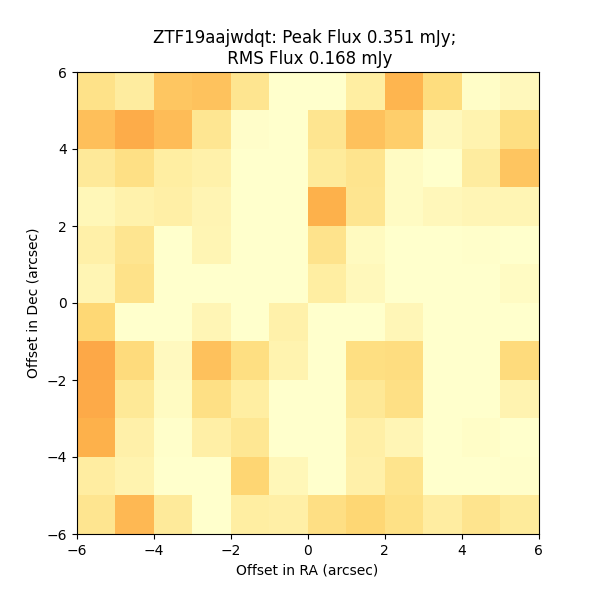 ZTF19aajwdqt: Peak Flux 0.351 mJy;
RMS Flux 0.168 mJy
6
4
2
0
−2
−4
−6
Offset in Dec (arcsec)
−6 −4 −2 0 2 4 6
Offset in RA (arcsec)